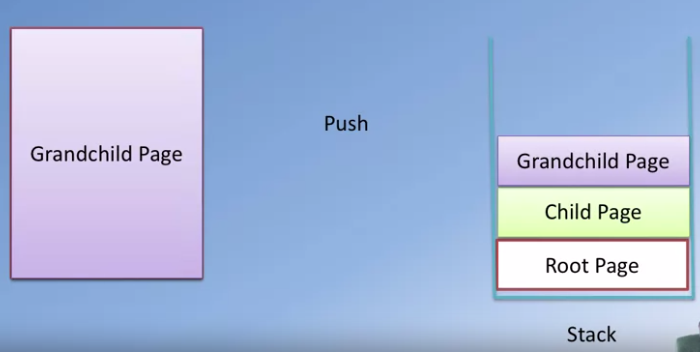 Grandchild Page
Push
Grandchild Page
Child Page
Root Page
Stack